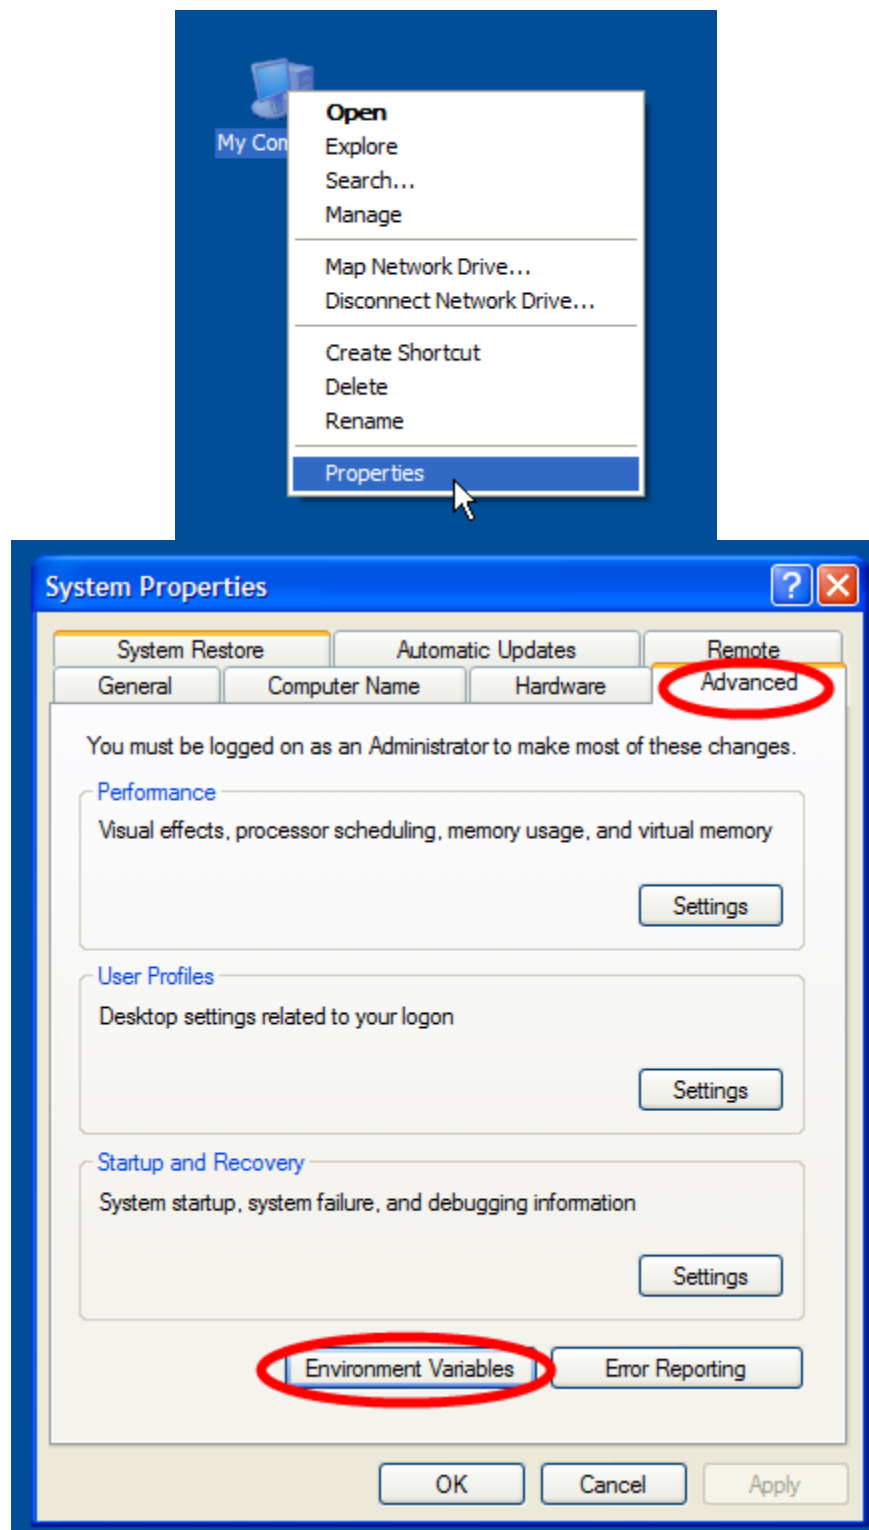 My Com
Open
Explore
Search...
Manage
Map Network Drive...
Disconnect Network Drive...
Create Shortcut
Delete
Rename
Properties
System Properties
System Restore Automatic Updates Remote
General Computer Name Hardware Advanced
You must be logged on as an Administrator to make most of these changes.
Performance
Visual effects, processor scheduling, memory usage, and virtual memory
Settings
User Profiles
Desktop settings related to your logon
Settings
Startup and Recovery
System startup, system failure, and debugging information
Settings
Environment Variables Error Reporting
OK Cancel Apply